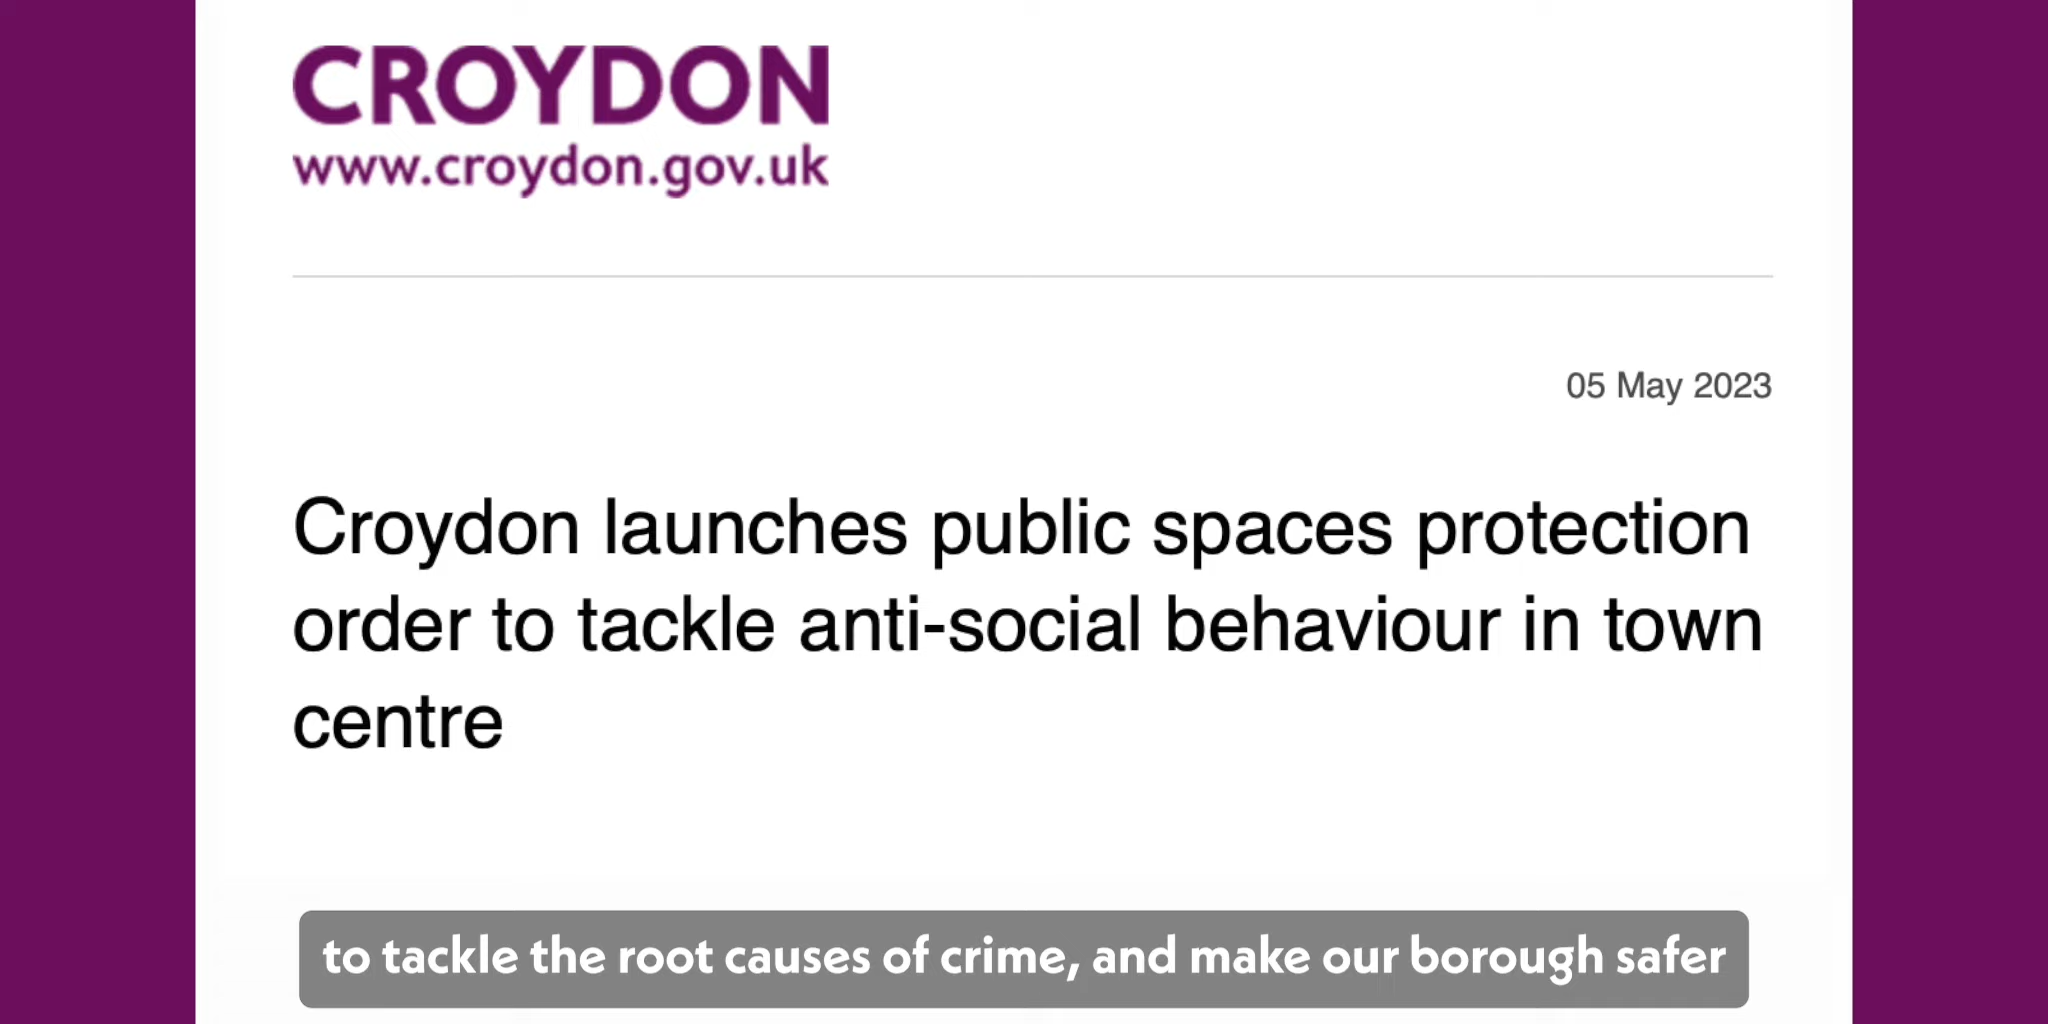 CROYDON
www.croydon.gov.uk
05 May 2023
Croydon launches public spaces protection
order to tackle anti-social behaviour in town
centre
to tackle the root causes of crime, and make our borough safer